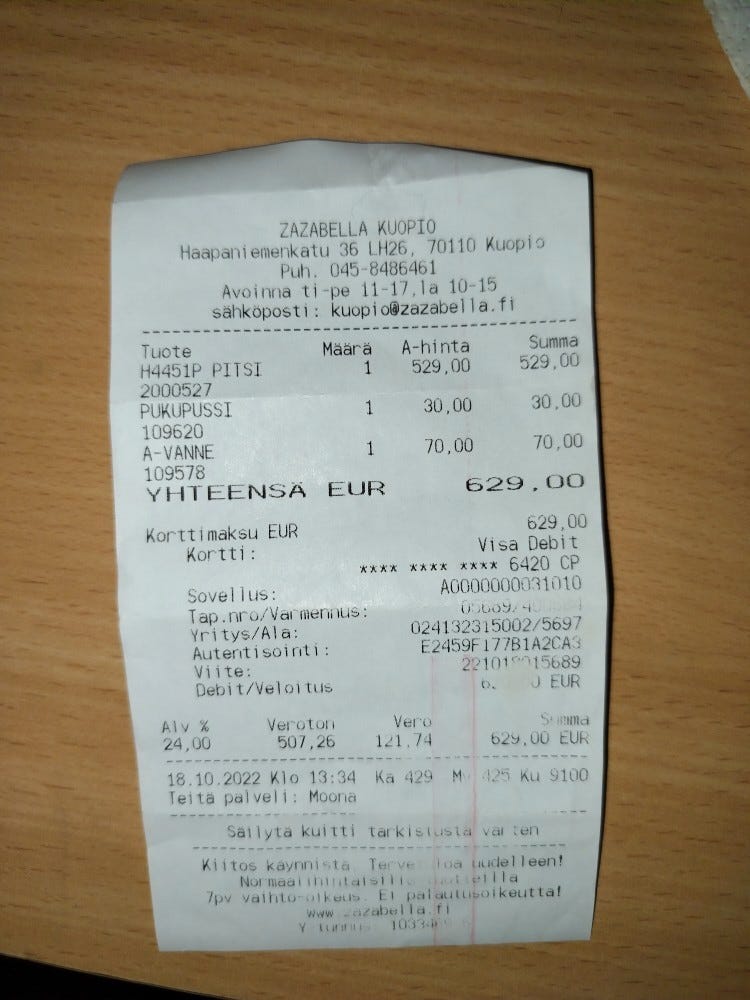 ZAZABELLA KUOPIO
Haapaniemenkatu 36 LH26, 70110 Kuopio
Puh. 045-8486461
Avoinna ti-pe 11-17,la 10-15
sähköposti: kuopio@zazabella.fi
Tuote Määrä A-hinta Summa
H4451P PITSI 1 529,00 529,00
2000527
PUKUPUSSI 1 30,00 30,00
109620
A-VANNE 1 70,00 70,00
109578
YHTEENSÄ EUR 629,00
Korttimaksu EUR 629,00
Kortti: Visa Debit
**** **** **** 6420 CP
Sovellus: A0000000031010
Tap.nro/Varmennus:
Yritys/Ala: 024132315002/5697
Autentisointi: E2459F177B1A2CA3
Viite:
Debit/Veloitus EUR
Alv % Veroton Vero Summa
24,00 507,26 121,74 629,00 EUR
18.10.2022 Klo 13:34 Ka 429 425 Ku 9100
Teitä palveli: Moona
Säilytä kuitti tarkistusta varten
Kiitos käynnistä. Tervetuloa uudelleen!
Normaalihintaisilla tuotteilla
7pv vaihto-oikeus. Ei palautusoikeutta!
www.zazabella.fi